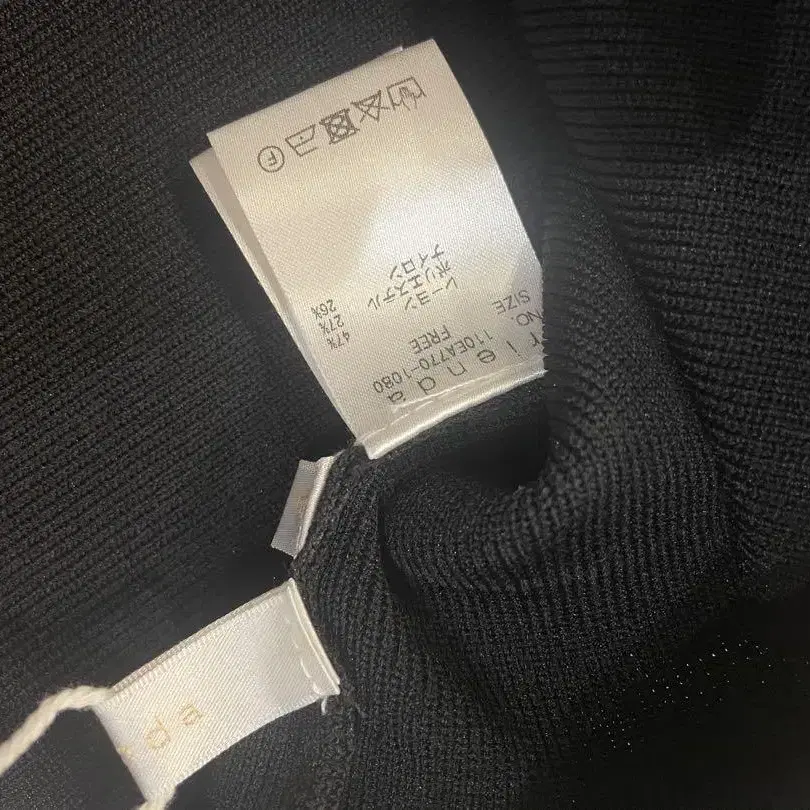 rienda
NO. 110EA770-1080
SIZE FREE
レーヨン 47%
ポリエステル 27%
ナイロン 26%
F